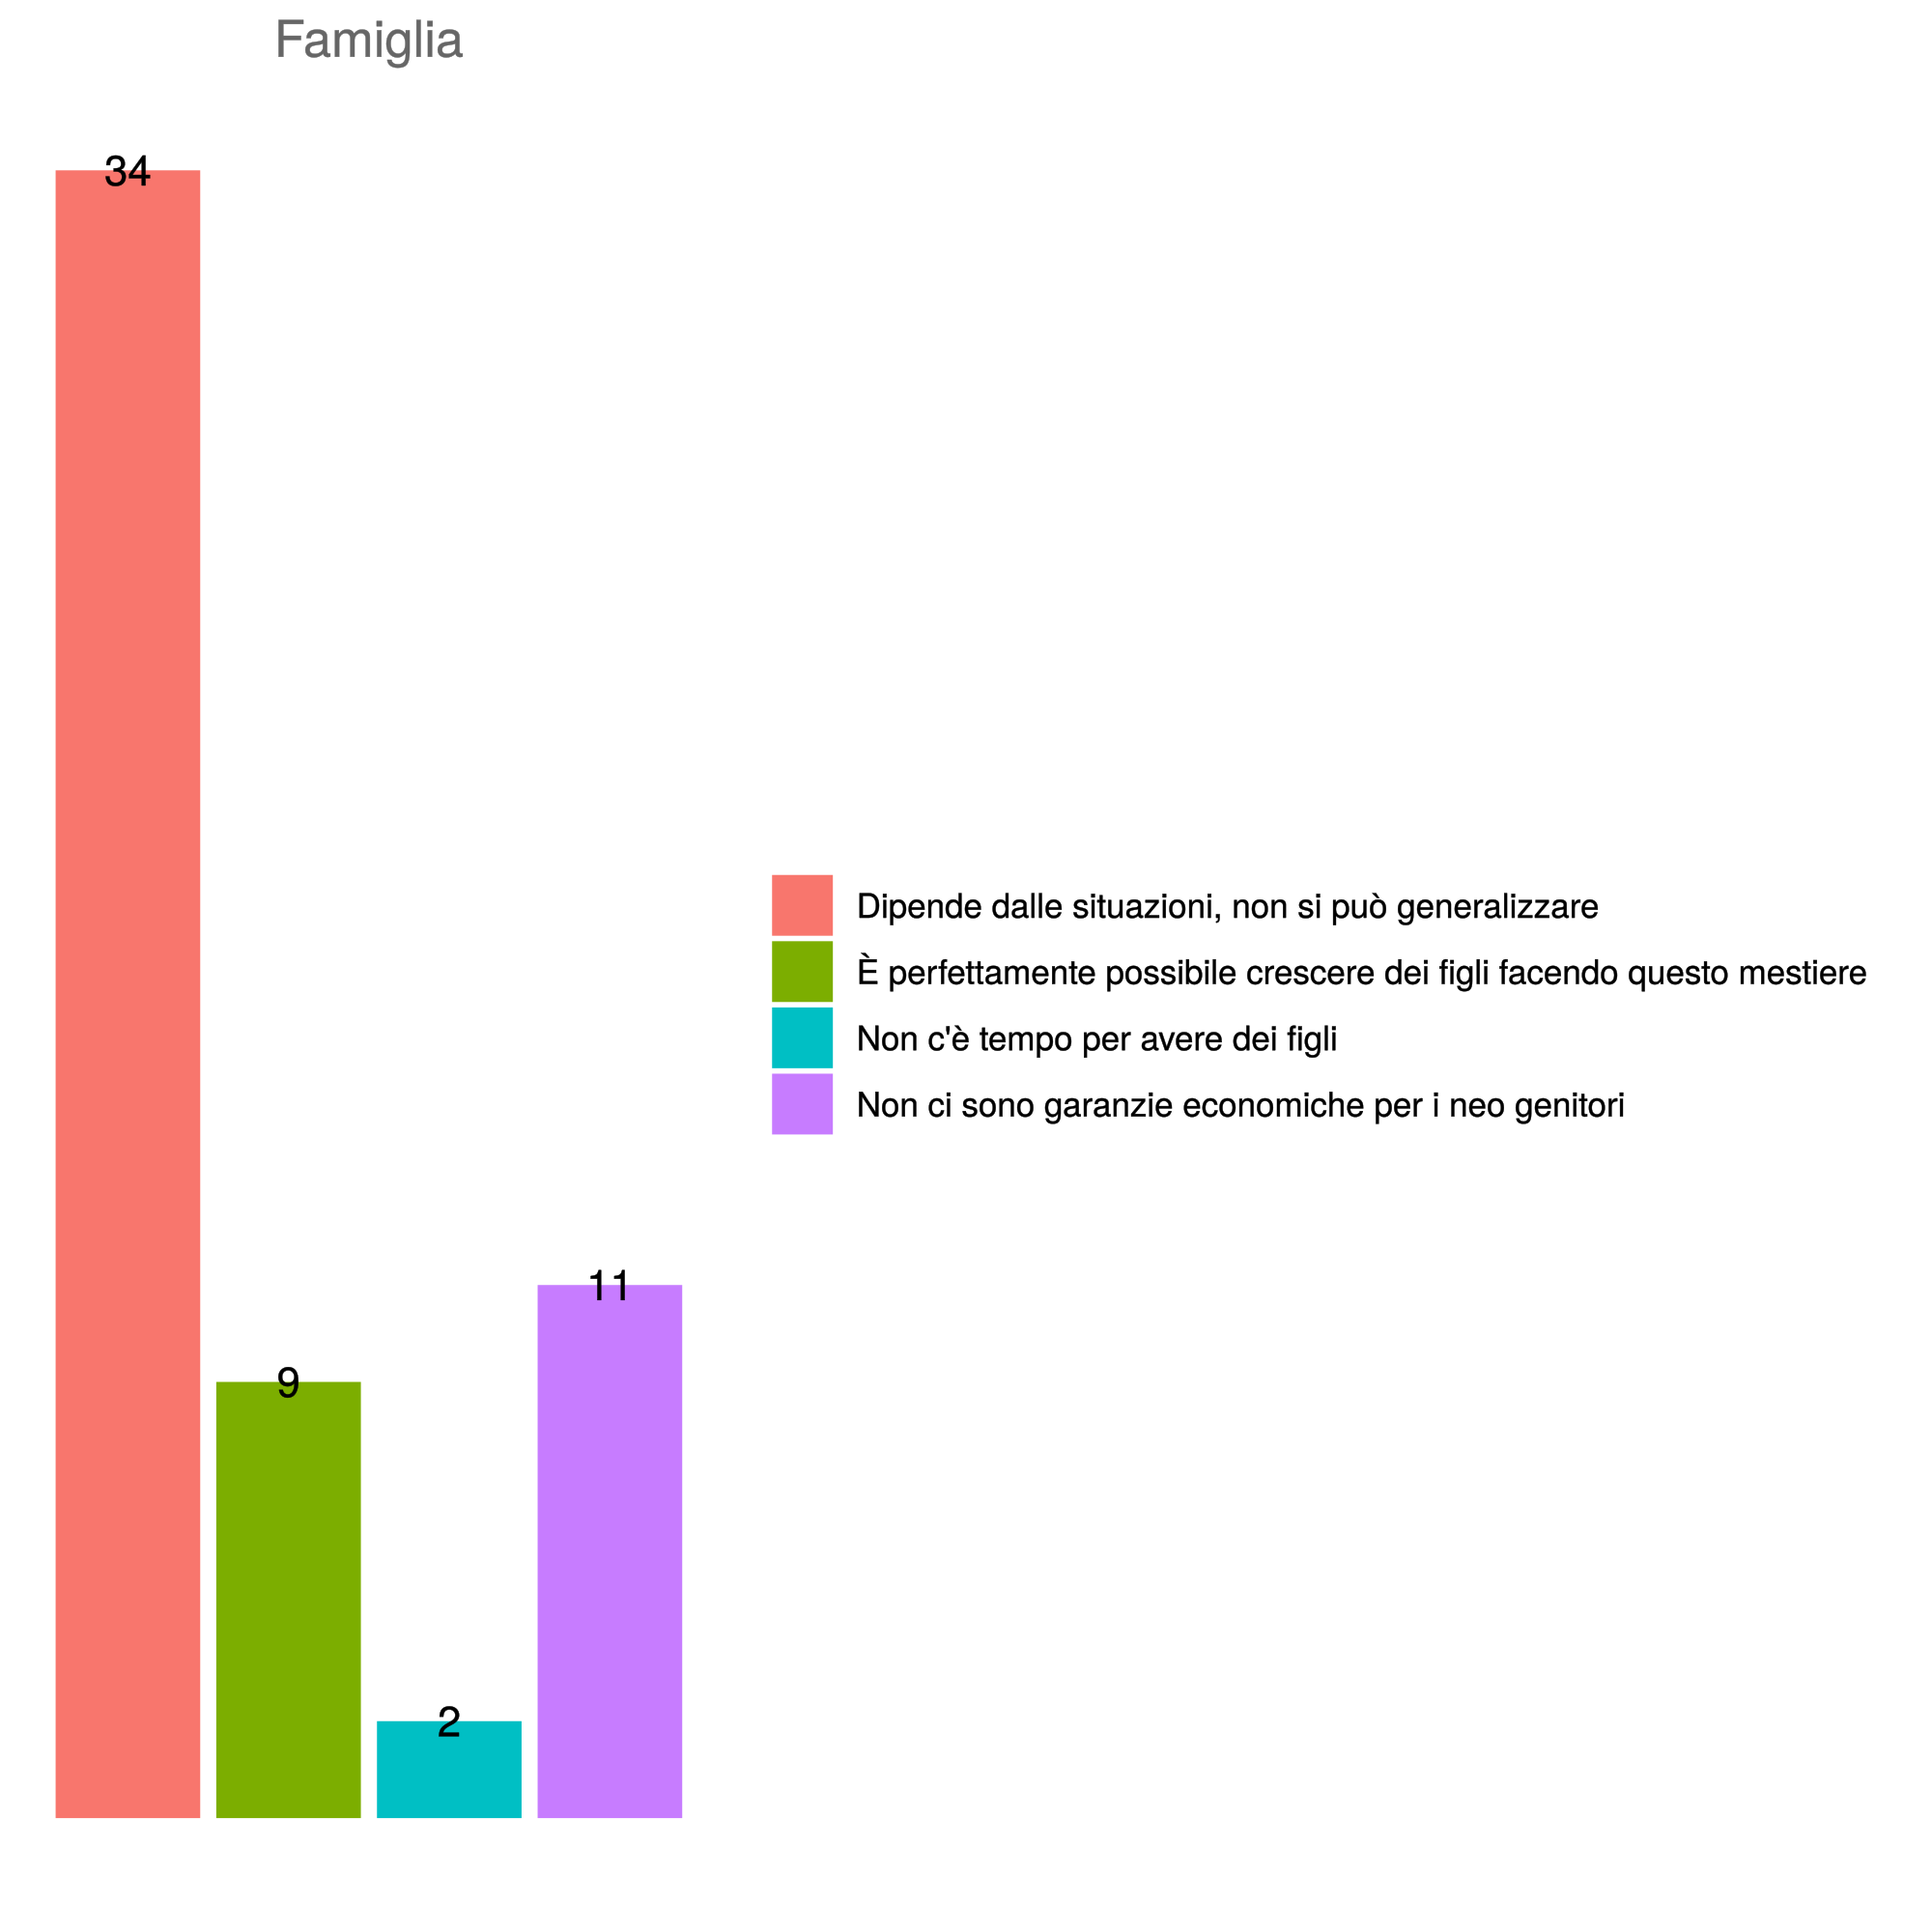 Famiglia
34
9
2
11
Dipende dalle situazioni, non si può generalizzare
È perfettamente possibile crescere dei figli facendo questo mestiere
Non c'è tempo per avere dei figli
Non ci sono garanzie economiche per i neo genitori